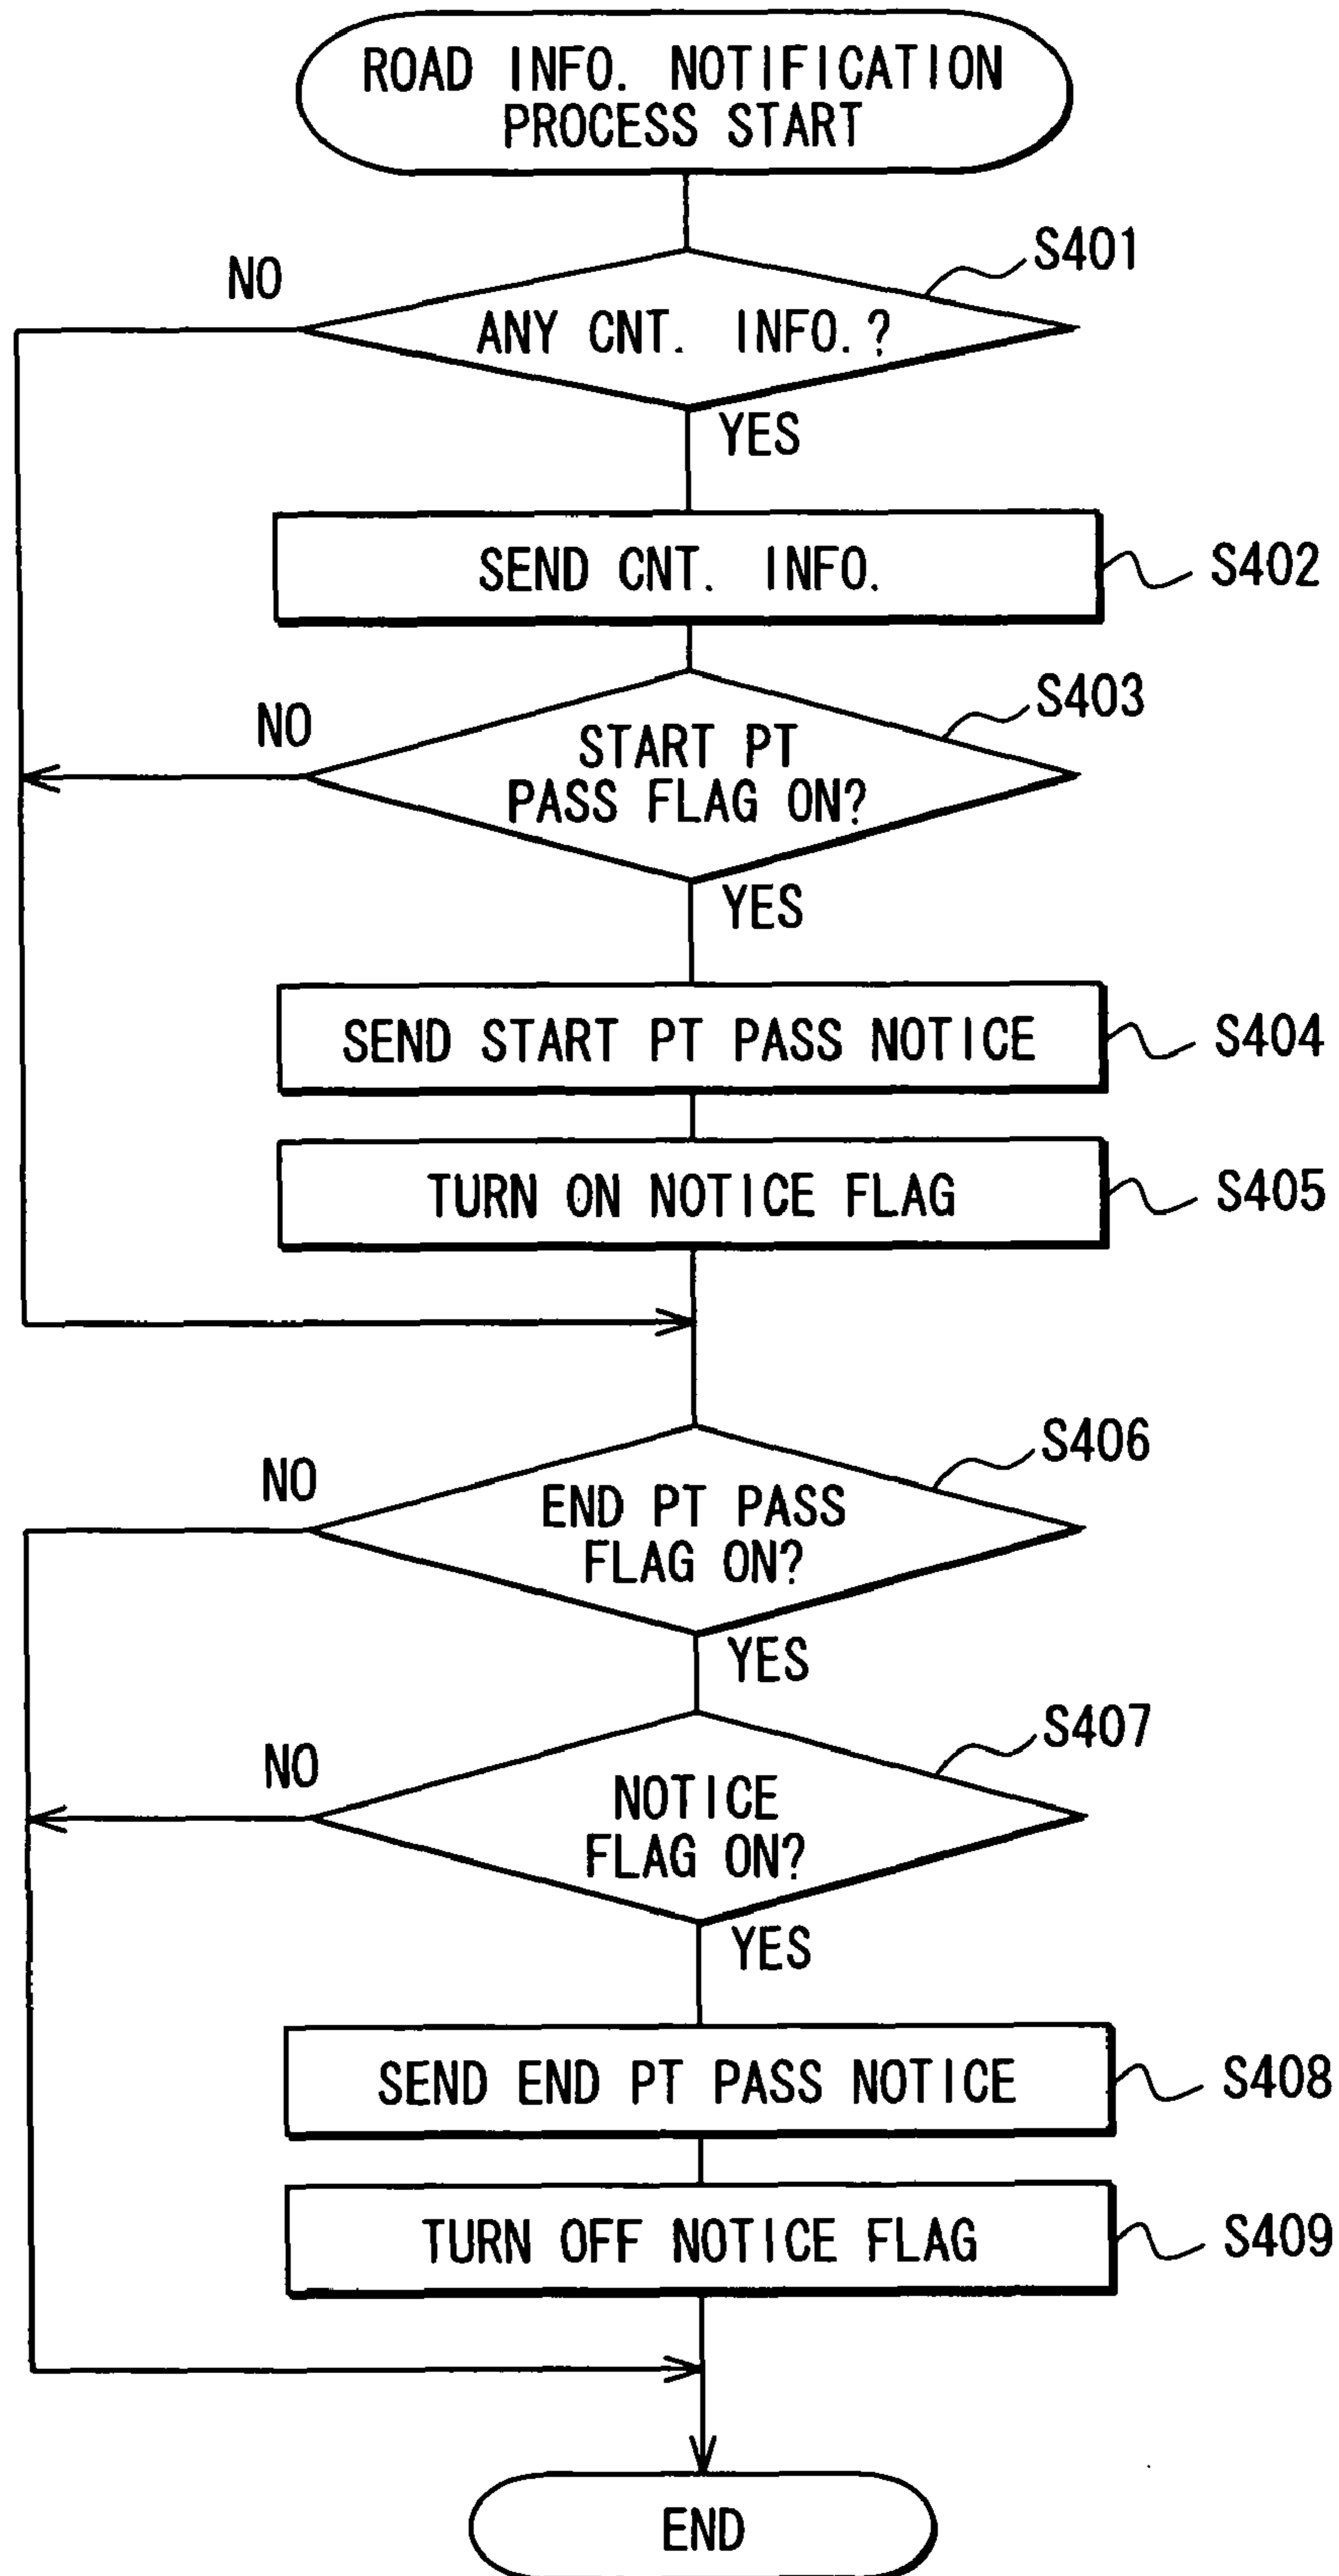 ROAD INFO. NOTIFICATION
PROCESS START
S401
NO
ANY CNT. INFO.?
YES
SEND CNT. INFO.
S402
S403
NO
START PT
PASS FLAG ON?
YES
SEND START PT PASS NOTICE
S404
TURN ON NOTICE FLAG
S405
S406
NO
END PT PASS
FLAG ON?
YES
S407
NO
NOTICE
FLAG ON?
YES
SEND END PT PASS NOTICE
S408
TURN OFF NOTICE FLAG
S409
END